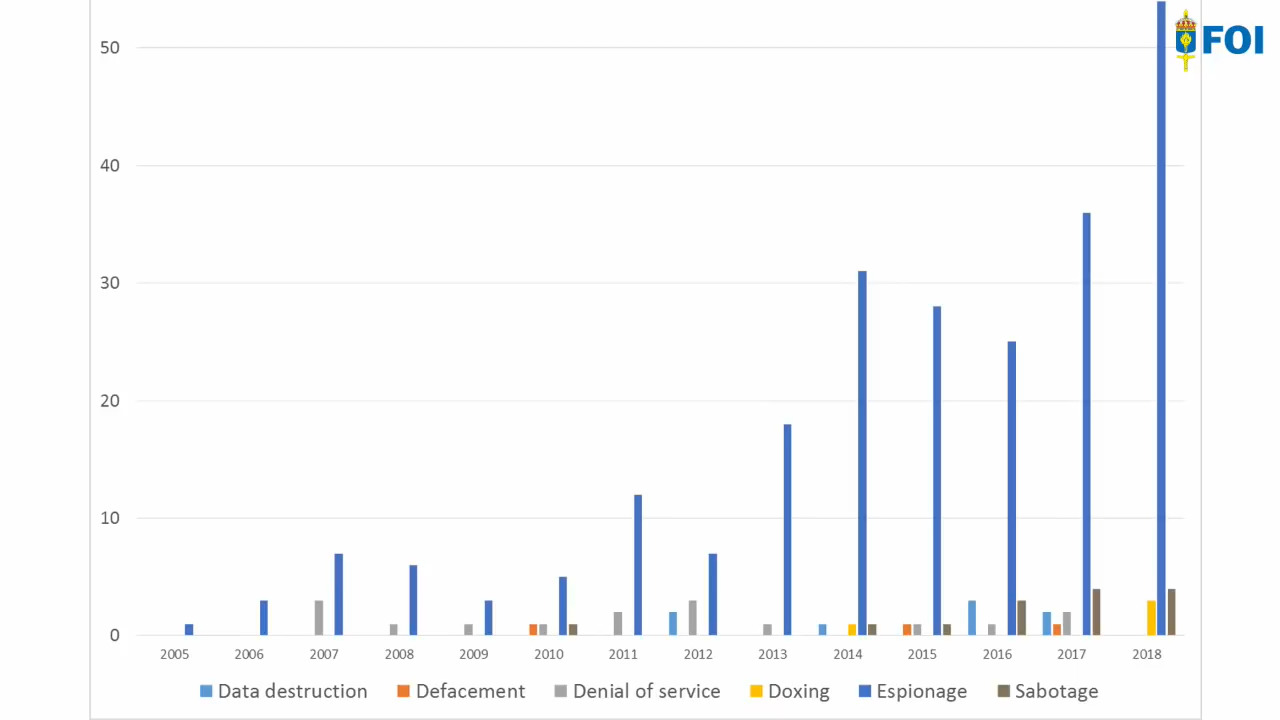 FOI
50
40
30
20
10
0
2005 2006 2007 2008 2009 2010 2011 2012 2013 2014 2015 2016 2017 2018
Data destruction Defacement Denial of service Doxing Espionage Sabotage